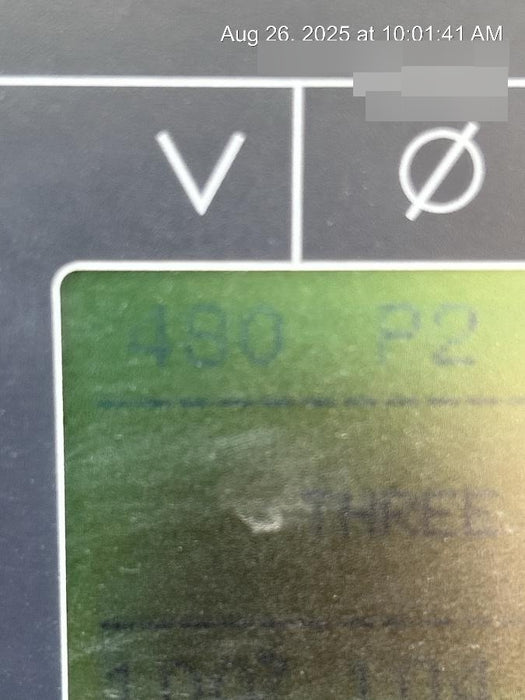 Aug 26, 2025 at 10:01:41 AM
V Ø
480 P2
THREE